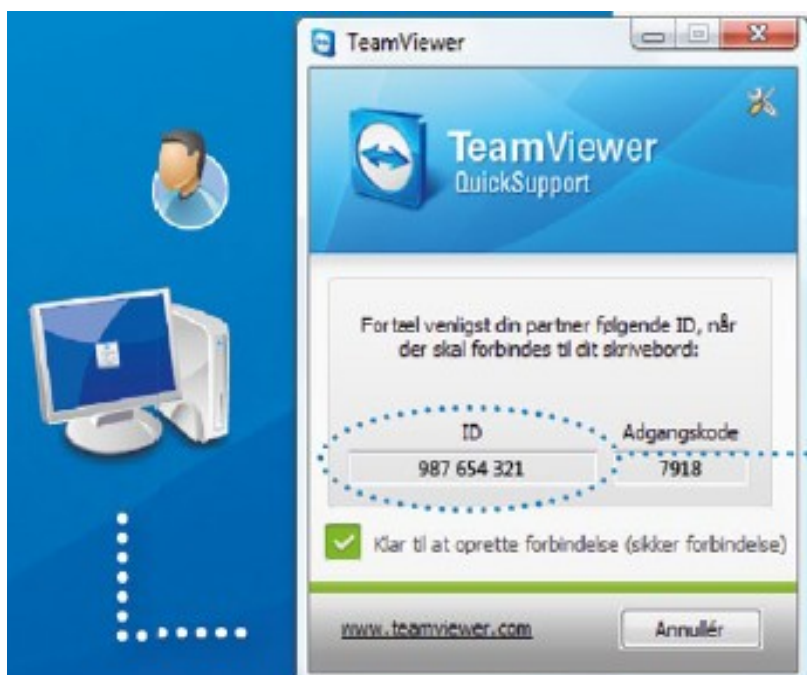 TeamViewer
TeamViewer
QuickSupport
Fortæl venligst din partner følgende ID, når
der skal forbindes til dit skrivebord:
ID Adgangskode
987 654 321 7918
Klar til at oprette forbindelse (sikker forbindelse)
www.teamviewer.com Annullér